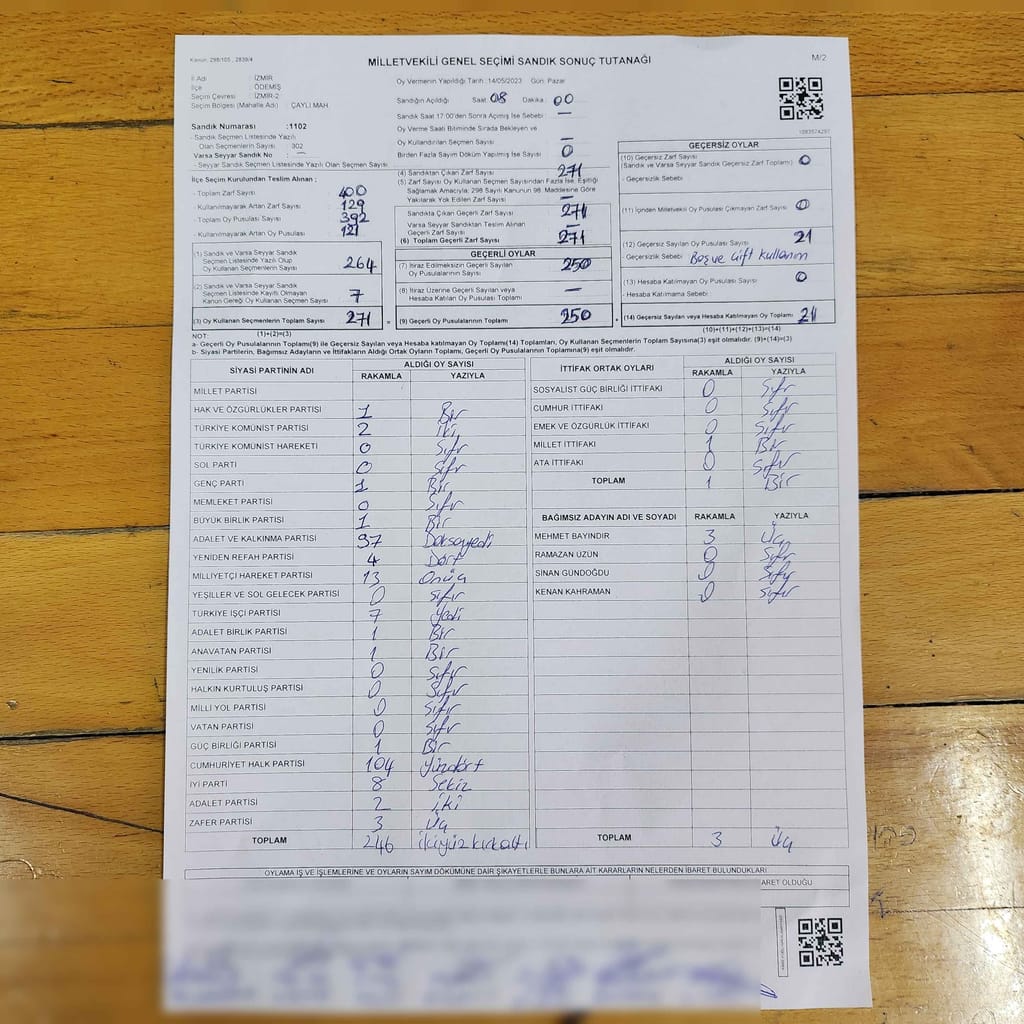 Kanun: 298/105 , 2839/4
MİLLETVEKİLİ GENEL SEÇİMİ SANDIK SONUÇ TUTANAĞI
M/2
İl Adı : İZMİR
İlçe : ÖDEMİŞ
Seçim Çevresi : İZMİR-2
Seçim Bölgesi (Mahalle Adı) : ÇAYLI MAH.
Sandık Numarası :1102
- Sandık Seçmen Listesinde Yazılı
Olan Seçmenlerin Sayısı : 302
Varsa Seyyar Sandık No : —
- Seyyar Sandık Seçmen Listesinde Yazılı Olan Seçmen Sayısı
İlçe Seçim Kurulundan Teslim Alınan ;
- Toplam Zarf Sayısı 400
- Kullanılmayarak Artan Zarf Sayısı 129
- Toplam Oy Pusulası Sayısı 392
- Kullanılmayarak Artan Oy Pusulası 121
(1) Sandık ve Varsa Seyyar Sandık
Seçmen Listesinde Yazılı Olup
Oy Kullanan Seçmenlerin Sayısı 264
(2) Sandık ve Varsa Seyyar Sandık
Seçmen Listesinde Kayıtlı Olmayan
Kanun Gereği Oy Kullanan Seçmen Sayısı 7
(3) Oy Kullanan Seçmenlerin Toplam Sayısı 271 =
(1)+(2)=(3)
Oy Vermenin Yapıldığı Tarih :14/05/2023 Gün: Pazar
Sandığın Açıldığı Saat: 08 Dakika : 00
Sandık Saat 17:00'den Sonra Açılmış İse Sebebi : —
Oy Verme Saati Bitiminde Sırada Bekleyen ve
Oy Kullandırılan Seçmen Sayısı —
Birden Fazla Sayım Döküm Yapılmış İse Sayısı 0
(4) Sandıktan Çıkan Zarf Sayısı 271
(5) Zarf Sayısı Oy Kullanan Seçmen Sayısından Fazla İse, Eşitliği
Sağlamak Amacıyla; 298 Sayılı Kanunun 98. Maddesine Göre
Yakılarak Yok Edilen Zarf Sayısı —
Sandıkta Çıkan Geçerli Zarf Sayısı 271
Varsa Seyyar Sandıktan Teslim Alınan
Geçerli Zarf Sayısı —
(6) Toplam Geçerli Zarf Sayısı 271
GEÇERLİ OYLAR
(7) İtiraz Edilmeksizin Geçerli Sayılan
Oy Pusulalarının Sayısı 250
(8) İtiraz Üzerine Geçerli Sayılan veya
Hesaba Katılan Oy Pusulası Toplamı —
(9) Geçerli Oy Pusulalarının Toplamı 250 +
1083574297
GEÇERSİZ OYLAR
(10) Geçersiz Zarf Sayısı
(Sandık ve Varsa Seyyar Sandık Geçersiz Zarf Toplamı) 0
- Geçersizlik Sebebi
(11) İçinden Milletvekili Oy Pusulası Çıkmayan Zarf Sayısı 0
(12) Geçersiz Sayılan Oy Pusulası Sayısı 21
- Geçersizlik Sebebi Boş ve Çift kullanım
(13) Hesaba Katılmayan Oy Pusulası Sayısı 0
- Hesaba Katılmama Sebebi
(14) Geçersiz Sayılan veya Hesaba Katılmayan Oy Toplamı 21
(10)+(11)+(12)+(13)=(14)
NOT:
a- Geçerli Oy Pusulalarının Toplamı(9) ile Geçersiz Sayılan veya Hesaba Katılmayan Oy Toplamı(14) Toplamları, Oy Kullanan Seçmenlerin Toplam Sayısına(3) eşit olmalıdır. (9)+(14)=(3)
b- Siyasi Partilerin, Bağımsız Adayların ve İttifakların Aldığı Ortak Oyların Toplamı, Geçerli Oy Pusulalarının Toplamına(9) eşit olmalıdır.
SİYASİ PARTİNİN ADI ALDIĞI OY SAYISI
RAKAMLA YAZIYLA
MİLLET PARTİSİ
HAK VE ÖZGÜRLÜKLER PARTİSİ 1 Bir
TÜRKİYE KOMÜNİST PARTİSİ 2 İki
TÜRKİYE KOMÜNİST HAREKETİ 0 Sıfır
SOL PARTİ 0 Sıfır
GENÇ PARTİ 1 Bir
MEMLEKET PARTİSİ 0 Sıfır
BÜYÜK BİRLİK PARTİSİ 1 Bir
ADALET VE KALKINMA PARTİSİ 97 Doksanyedi
YENİDEN REFAH PARTİSİ 4 Dört
MİLLİYETÇİ HAREKET PARTİSİ 13 Onüç
YEŞİLLER VE SOL GELECEK PARTİSİ 0 Sıfır
TÜRKİYE İŞÇİ PARTİSİ 7 Yedi
ADALET BİRLİK PARTİSİ 1 Bir
ANAVATAN PARTİSİ 1 Bir
YENİLİK PARTİSİ 0 Sıfır
HALKIN KURTULUŞ PARTİSİ 0 Sıfır
MİLLİ YOL PARTİSİ 0 Sıfır
VATAN PARTİSİ 0 Sıfır
GÜÇ BİRLİĞİ PARTİSİ 1 Bir
CUMHURİYET HALK PARTİSİ 104 Yüzdört
İYİ PARTİ 8 Sekiz
ADALET PARTİSİ 2 İki
ZAFER PARTİSİ 3 Üç
TOPLAM 246 İkiyüzkırkaltı
İTTİFAK ORTAK OYLARI ALDIĞI OY SAYISI
RAKAMLA YAZIYLA
SOSYALİST GÜÇ BİRLİĞİ İTTİFAKI 0 Sıfır
CUMHUR İTTİFAKI 0 Sıfır
EMEK VE ÖZGÜRLÜK İTTİFAKI 0 Sıfır
MİLLET İTTİFAKI 1 Bir
ATA İTTİFAKI 0 Sıfır
TOPLAM 1 Bir
BAĞIMSIZ ADAYIN ADI VE SOYADI RAKAMLA YAZIYLA
MEHMET BAYINDIR 3 Üç
RAMAZAN UZUN 0 Sıfır
SİNAN GÜNDOĞDU 0 Sıfır
KENAN KAHRAMAN 0 Sıfır
TOPLAM 3 Üç
OYLAMA İŞ VE İŞLEMLERİNE VE OYLARIN SAYIM DÖKÜMÜNE DAİR ŞİKAYETLERLE BUNLARA AİT KARARLARIN NELERDEN İBARET BULUNDUKLARI
ARET OLDUĞU